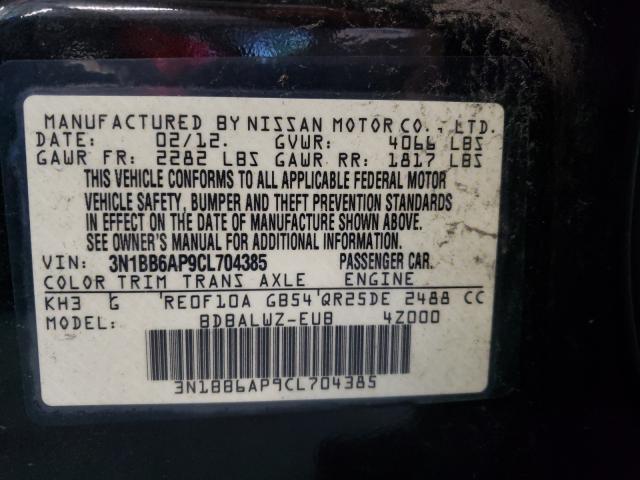 MANUFACTURED BY NISSAN MOTOR CO., LTD.
DATE: 02/12. GVWR: 4066 LBS
GAWR FR: 2282 LBS GAWR RR: 1817 LBS
THIS VEHICLE CONFORMS TO ALL APPLICABLE FEDERAL MOTOR
VEHICLE SAFETY, BUMPER AND THEFT PREVENTION STANDARDS
IN EFFECT ON THE DATE OF MANUFACTURE SHOWN ABOVE.
SEE OWNER'S MANUAL FOR ADDITIONAL INFORMATION.
VIN: 3N1BB6AP9CL704385 PASSENGER CAR.
COLOR TRIM TRANS AXLE ENGINE
KH3 G RE0F10A GB54 QR25DE 2488 CC
MODEL: BDBALWZ-EUB 4Z000
3N1BB6AP9CL704385